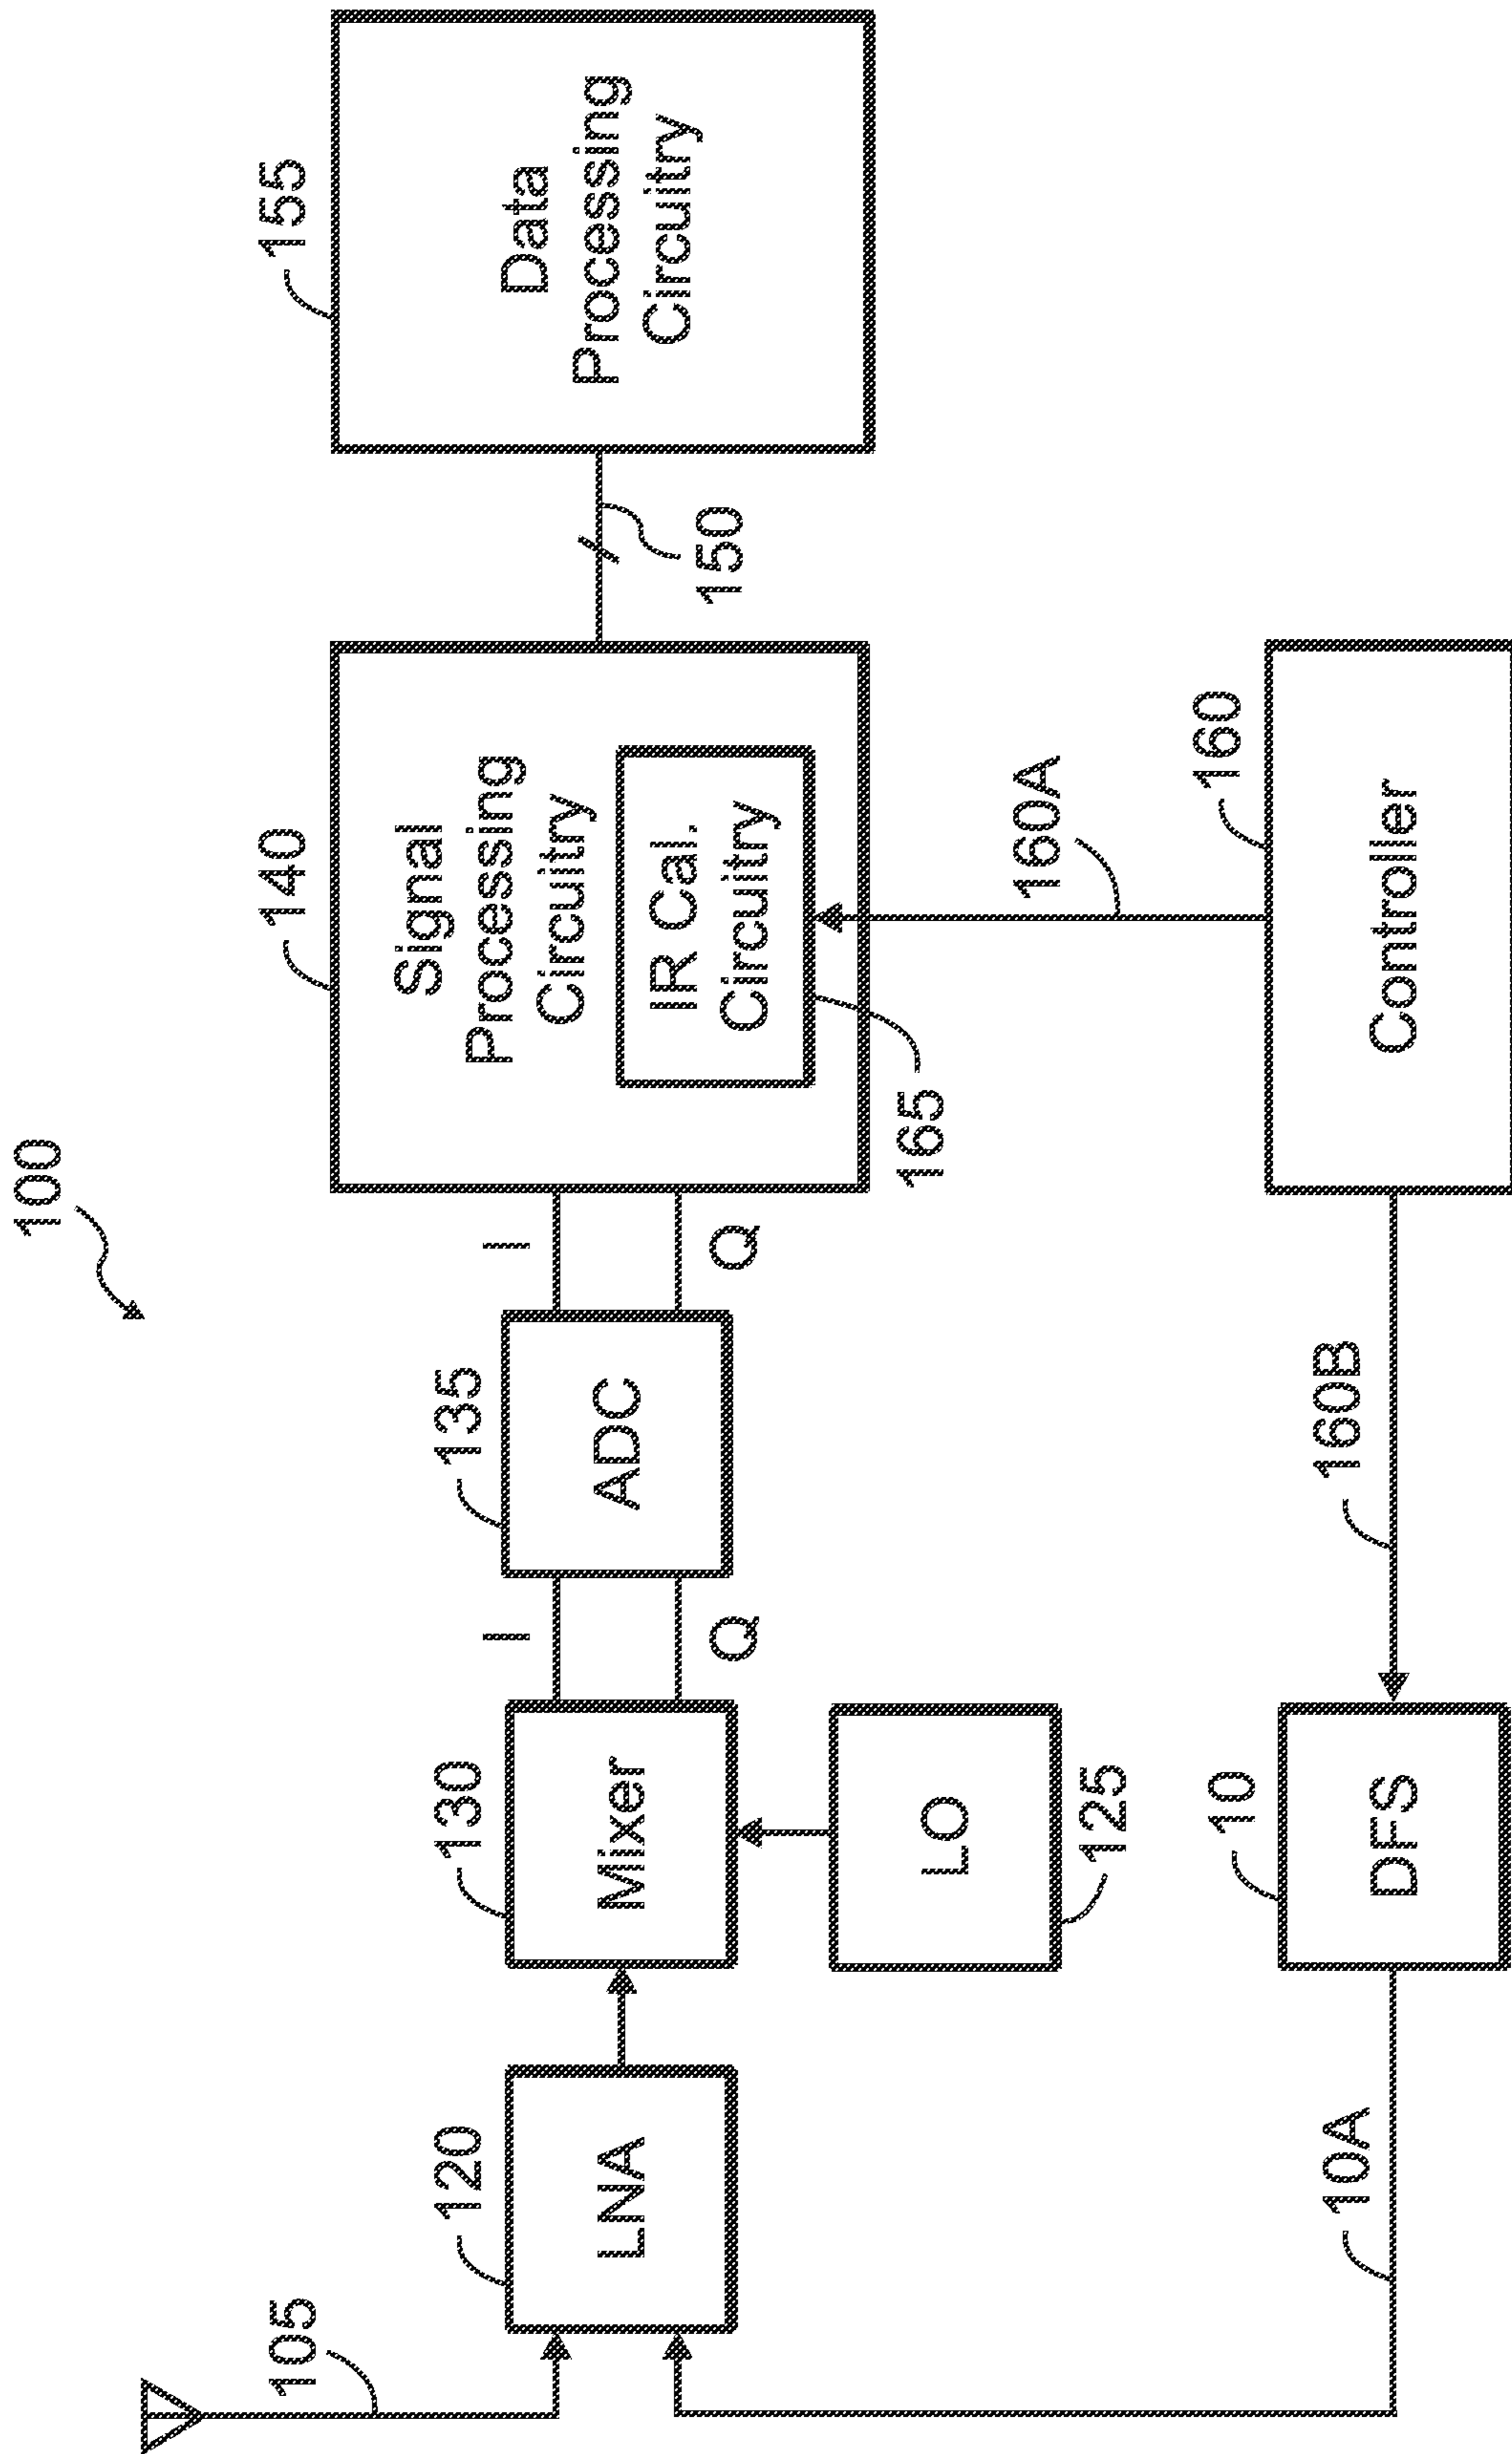 100
105
120
LNA
130
Mixer
LO
125
I
Q
135
ADC
I
Q
140
Signal
Processing
Circuitry
IR Cal.
Circuitry
165
150
155
Data
Processing
Circuitry
160A
160
Controller
160B
10
DFS
10A